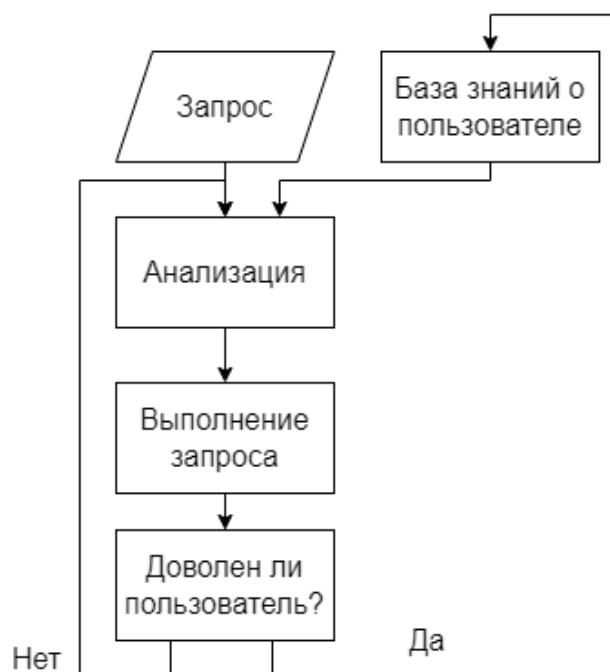 Запрос
База знаний о
пользователе
Анализация
Выполнение
запроса
Доволен ли
пользователь?
Нет
Да